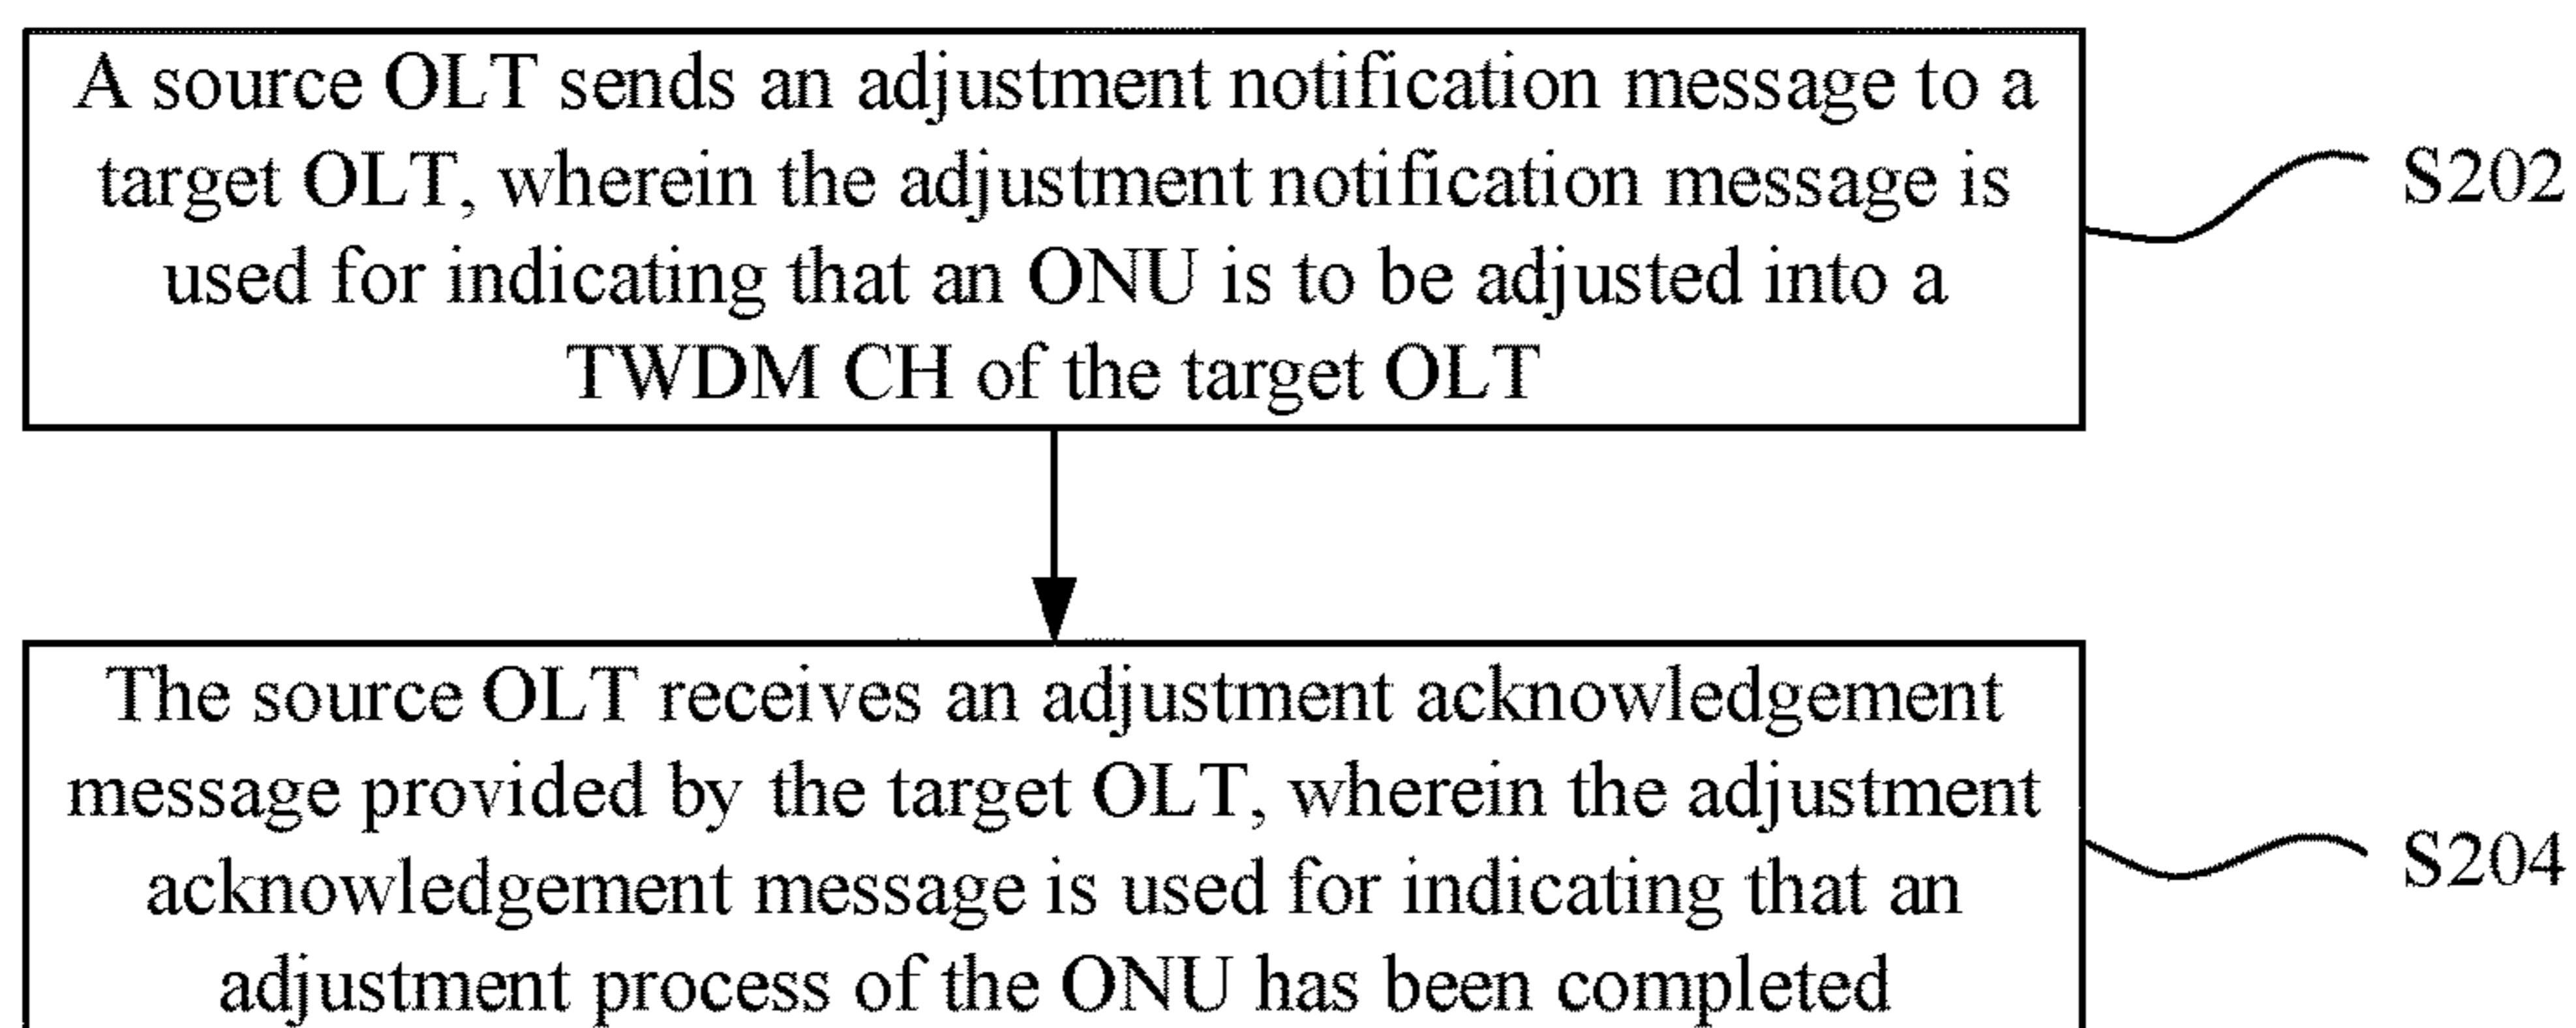 A source OLT sends an adjustment notification message to a
target OLT, wherein the adjustment notification message is
used for indicating that an ONU is to be adjusted into a
TWDM CH of the target OLT
S202
The source OLT receives an adjustment acknowledgement
message provided by the target OLT, wherein the adjustment
acknowledgement message is used for indicating that an
adjustment process of the ONU has been completed
S204